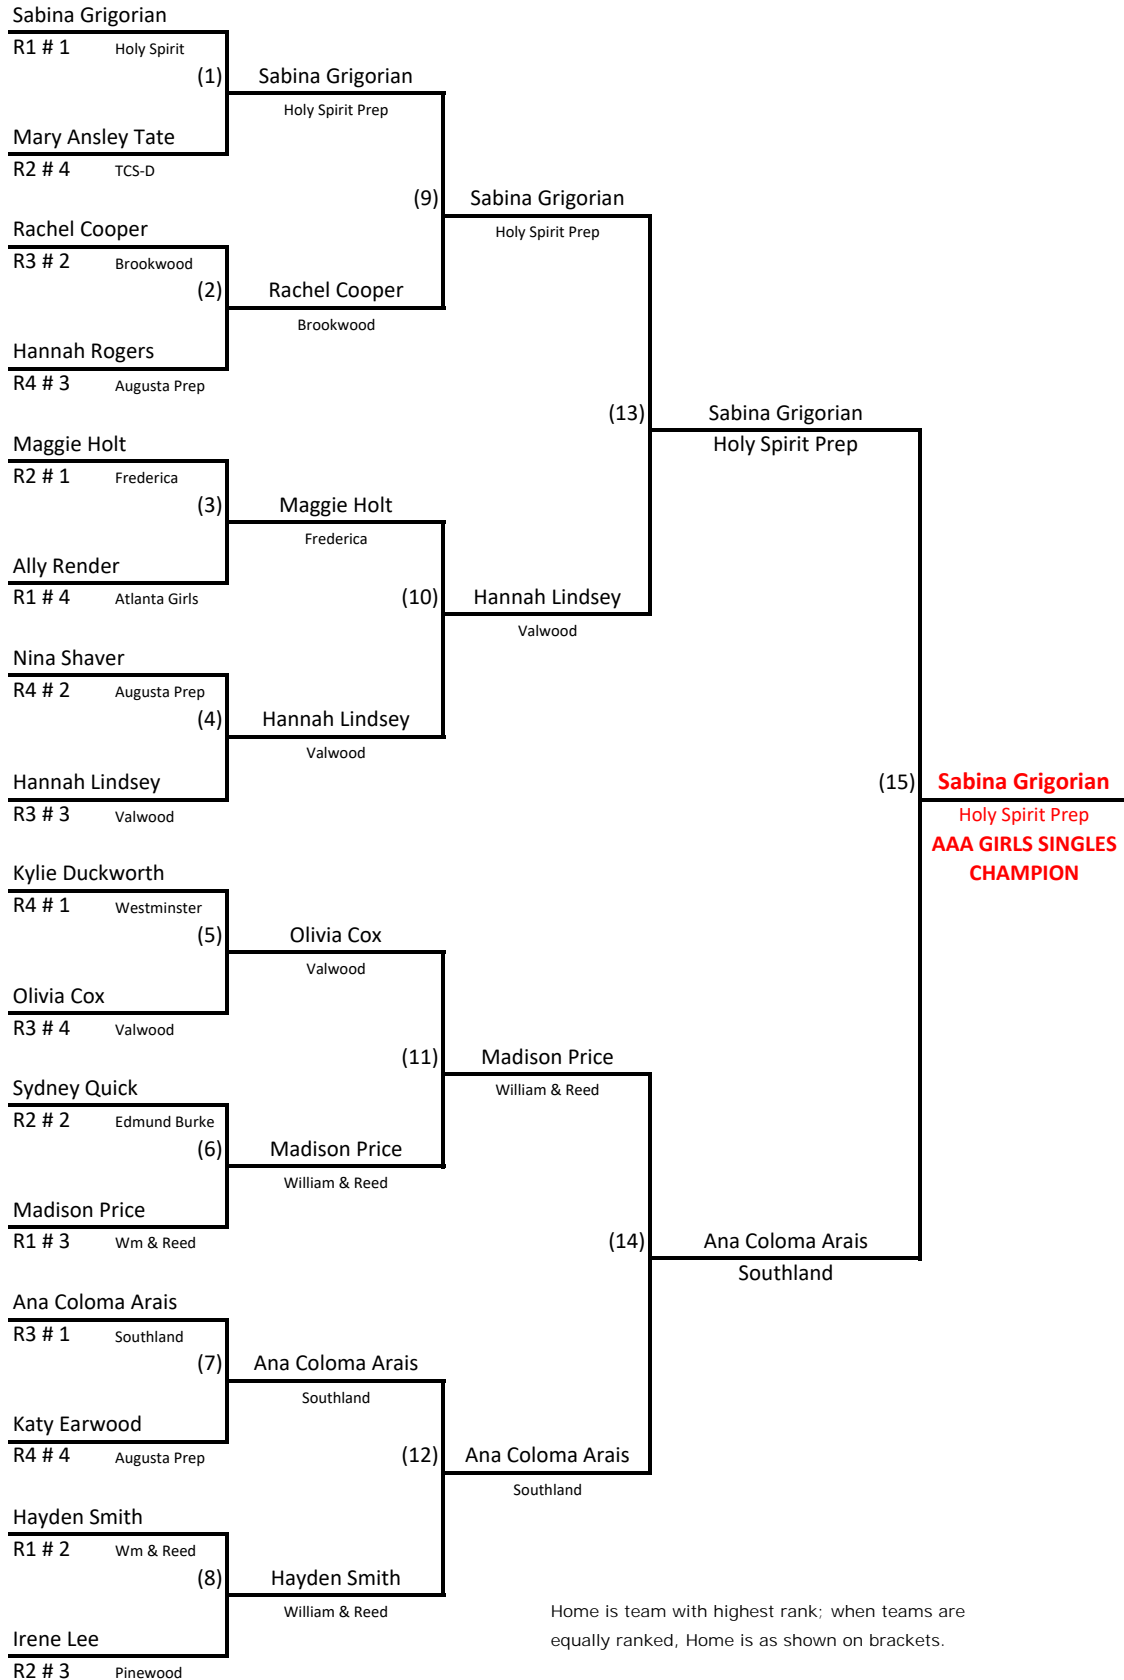 Sabina Grigorian
R1 # 1 Holy Spirit
(1) Sabina Grigorian
Holy Spirit Prep
Mary Ansley Tate
R2 # 4 TCS-D
(9) Sabina Grigorian
Holy Spirit Prep
Rachel Cooper
R3 # 2 Brookwood
(2) Rachel Cooper
Brookwood
Hannah Rogers
R4 # 3 Augusta Prep
(13) Sabina Grigorian
Holy Spirit Prep
Maggie Holt
R2 # 1 Frederica
(3) Maggie Holt
Frederica
Ally Render
R1 # 4 Atlanta Girls
(10) Hannah Lindsey
Valwood
Nina Shaver
R4 # 2 Augusta Prep
(4) Hannah Lindsey
Valwood
Hannah Lindsey
R3 # 3 Valwood
(15) Sabina Grigorian
Holy Spirit Prep
AAA GIRLS SINGLES
CHAMPION
Kylie Duckworth
R4 # 1 Westminster
(5) Olivia Cox
Valwood
Olivia Cox
R3 # 4 Valwood
(11) Madison Price
William & Reed
Sydney Quick
R2 # 2 Edmund Burke
(6) Madison Price
William & Reed
Madison Price
R1 # 3 Wm & Reed
(14) Ana Coloma Arais
Southland
Ana Coloma Arais
R3 # 1 Southland
(7) Ana Coloma Arais
Southland
Katy Earwood
R4 # 4 Augusta Prep
(12) Ana Coloma Arais
Southland
Hayden Smith
R1 # 2 Wm & Reed
(8) Hayden Smith
William & Reed
Irene Lee
R2 # 3 Pinewood
Home is team with highest rank; when teams are
equally ranked, Home is as shown on brackets.